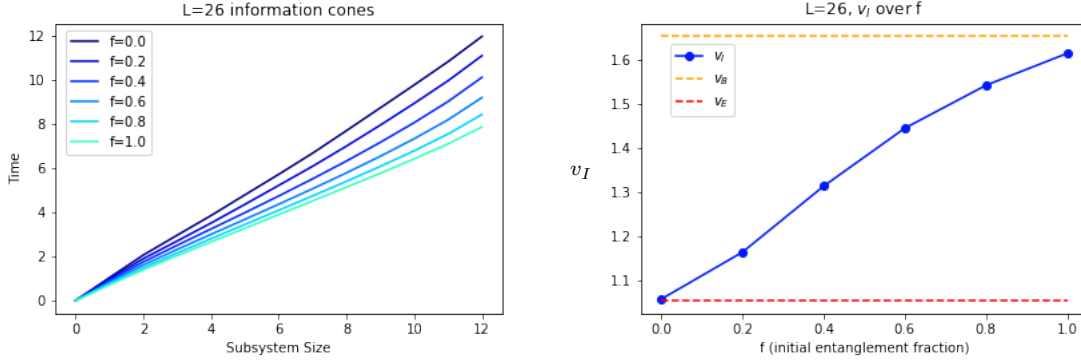 L=26 information cones
12
10
8
6
4
2
0
Time
f=0.0
f=0.2
f=0.4
f=0.6
f=0.8
f=1.0
0 2 4 6 8 10 12
Subsystem Size
L=26, v_I over f
1.6
1.5
1.4
1.3
1.2
1.1
v_I
v_I
v_B
v_E
0.0 0.2 0.4 0.6 0.8 1.0
f (initial entanglement fraction)